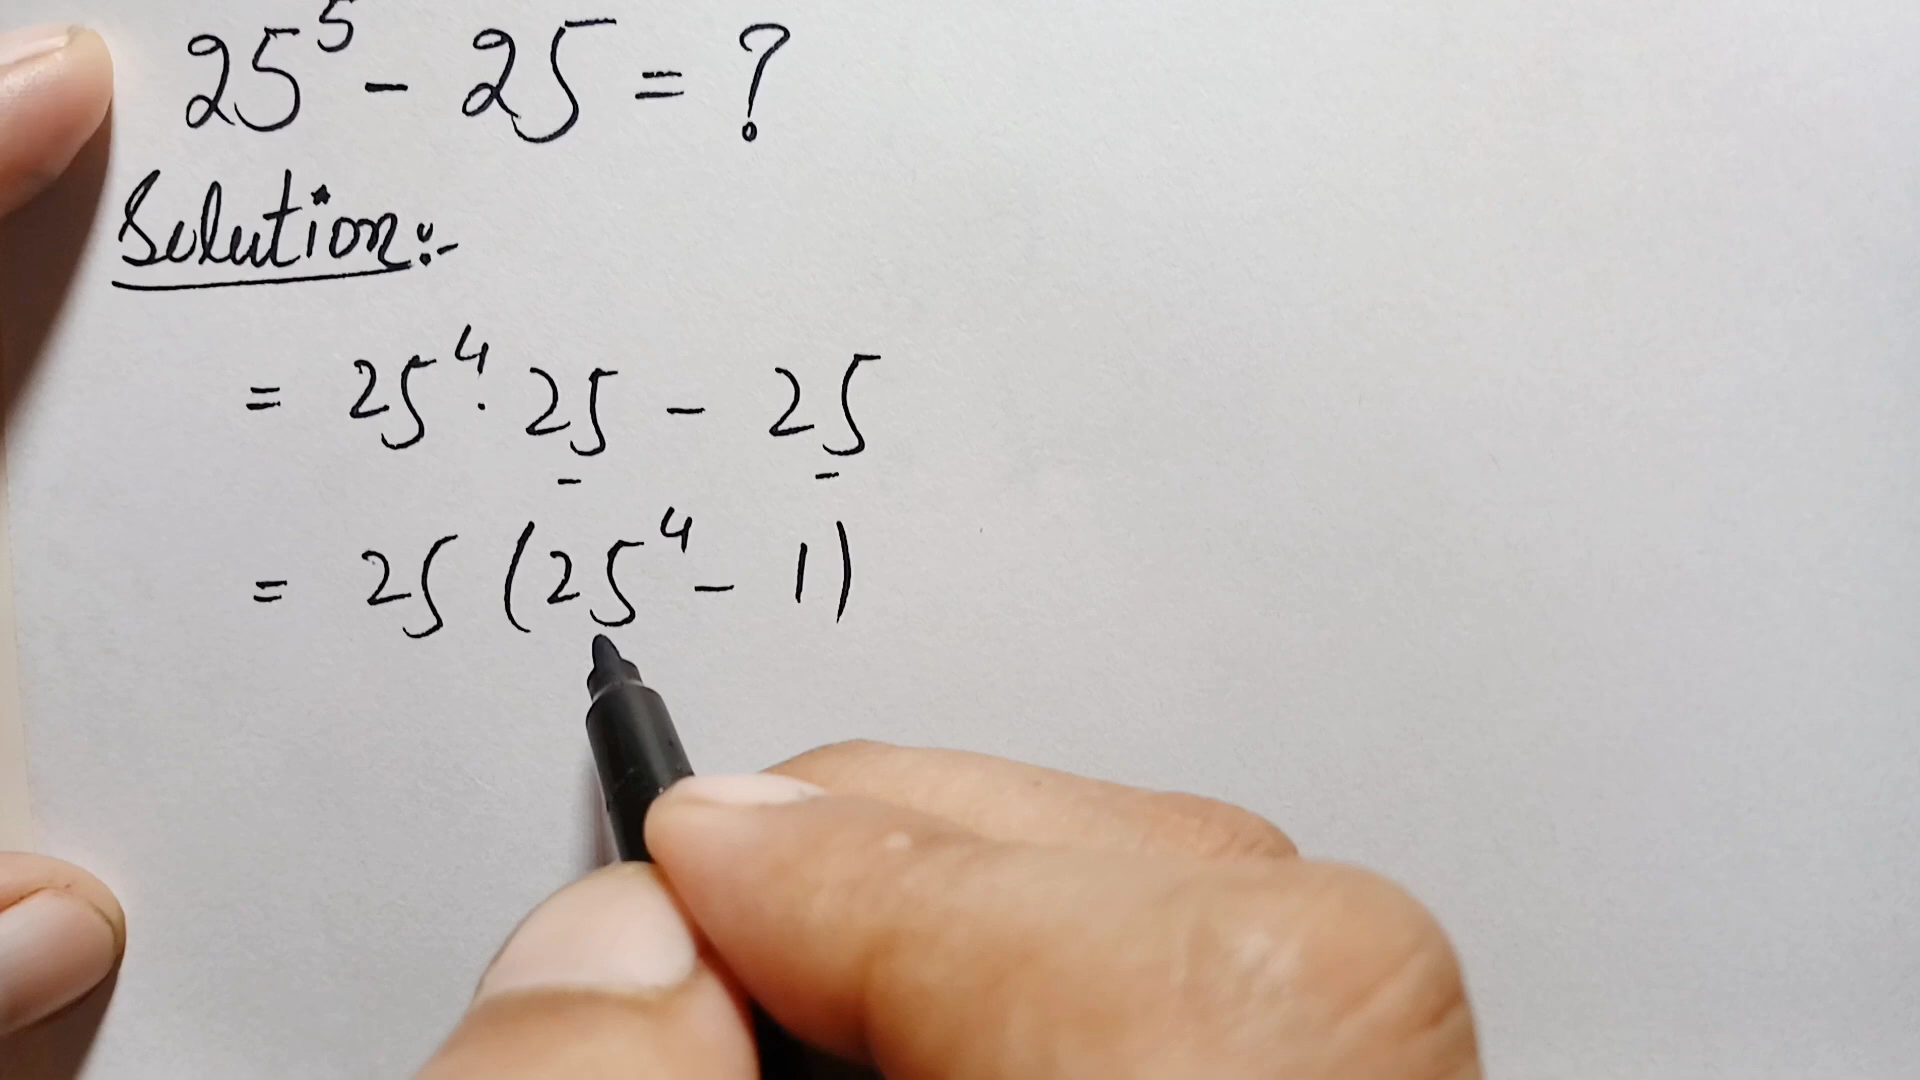 25⁵ - 25 = ?
Solution:-
= 25⁴ . 25 - 25
= 25 (25⁴ - 1)